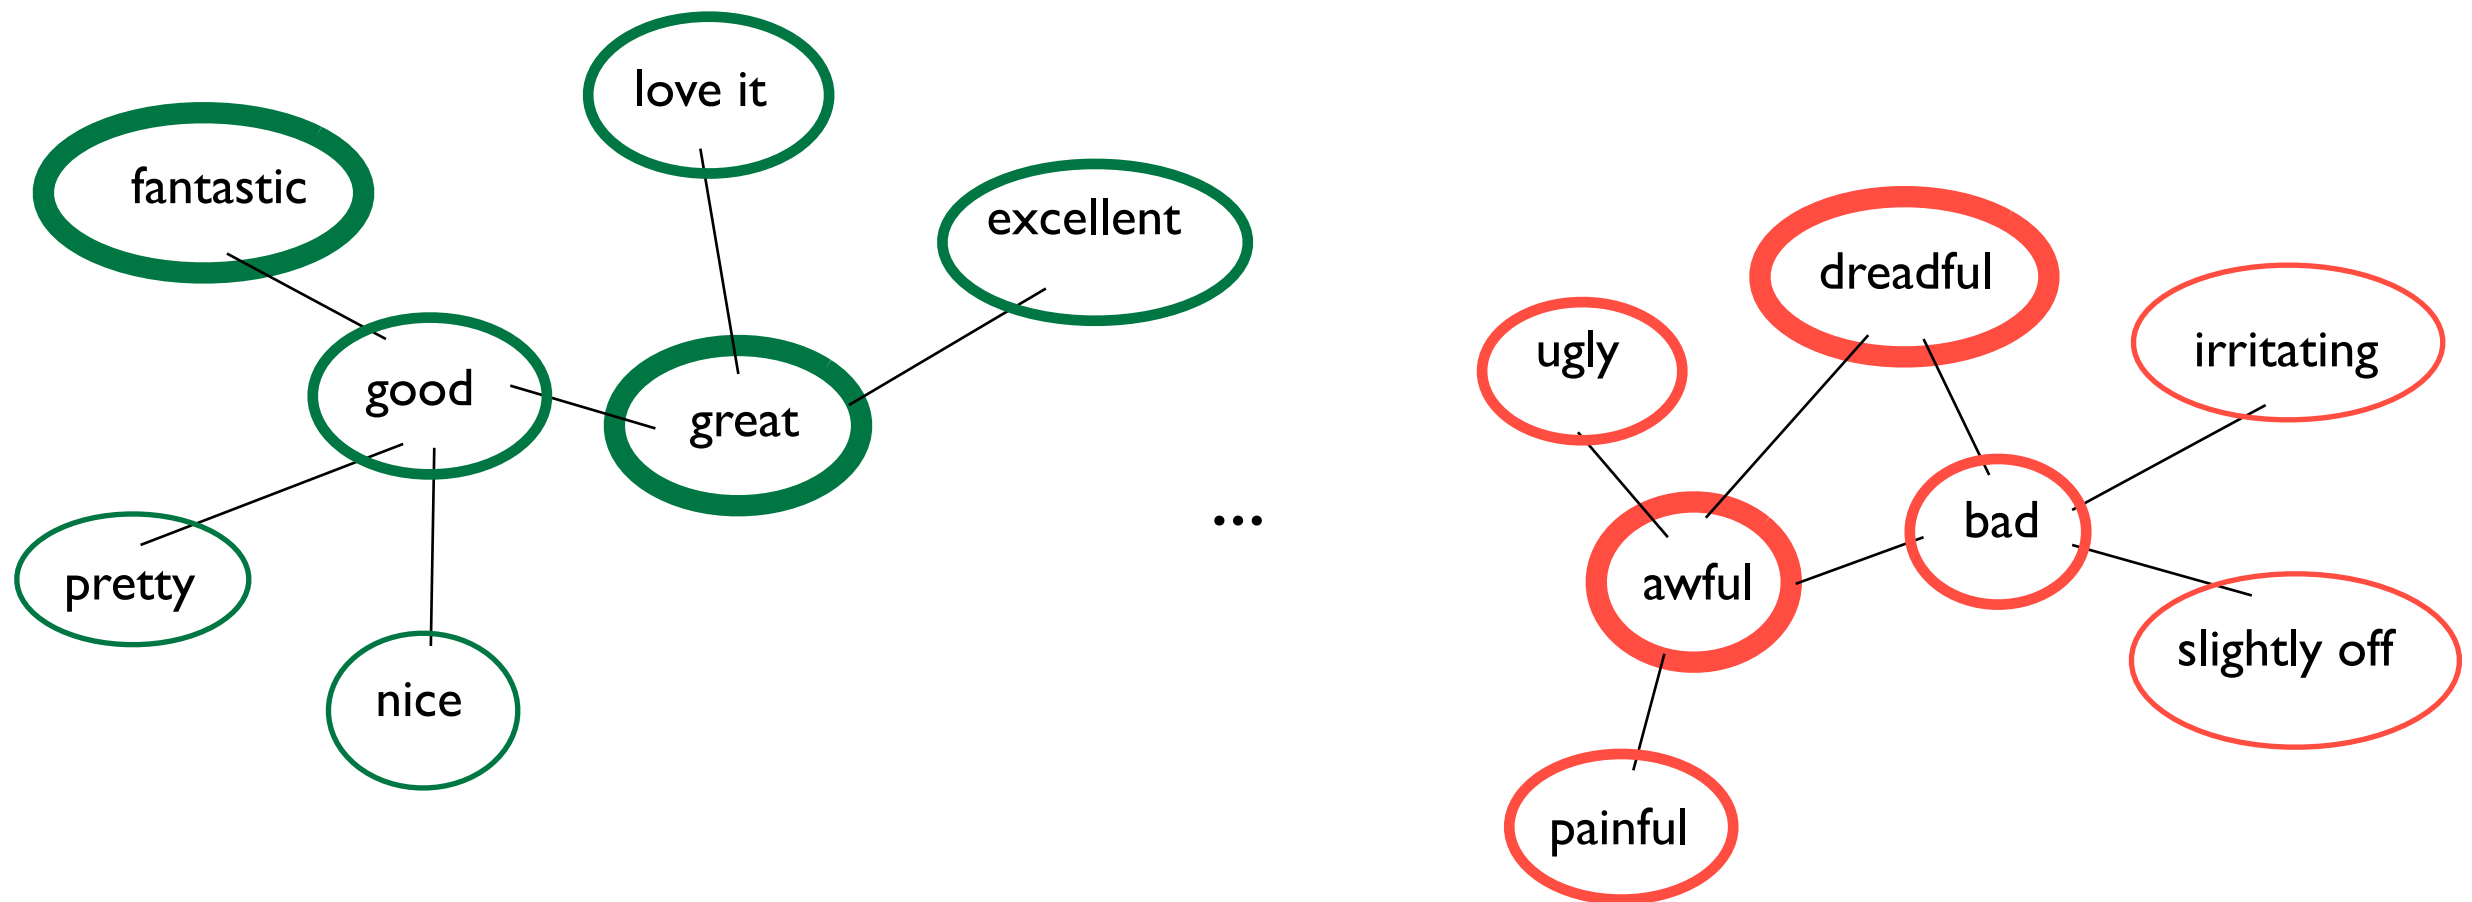 love it
fantastic
excellent
good
great
pretty
nice
...
dreadful
ugly
irritating
bad
awful
slightly off
painful